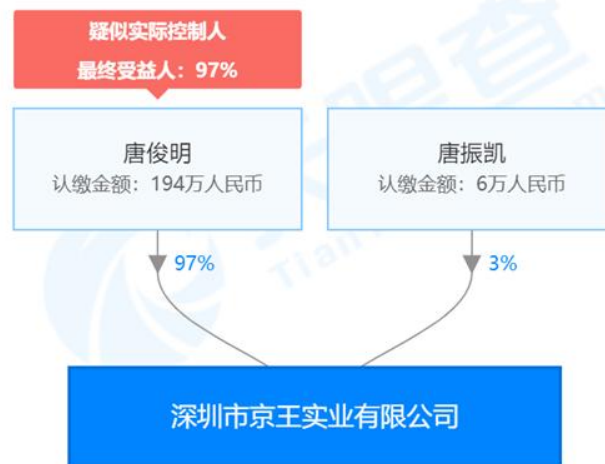 疑似实际控制人
最终受益人：97%
唐俊明
认缴金额：194万人民币
唐振凯
认缴金额：6万人民币
97%
3%
深圳市京王实业有限公司